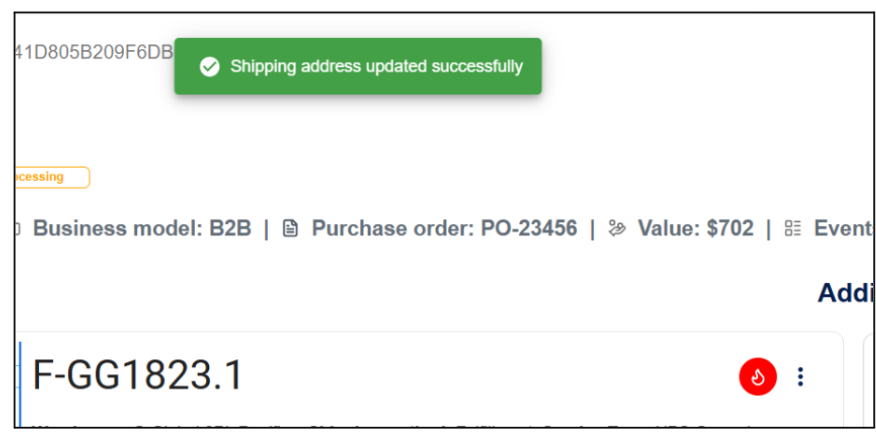 41D805B209F6DB
Shipping address updated successfully
ocessing
Business model: B2B | Purchase order: PO-23456 | Value: $702 | Event
Addi
F-GG1823.1